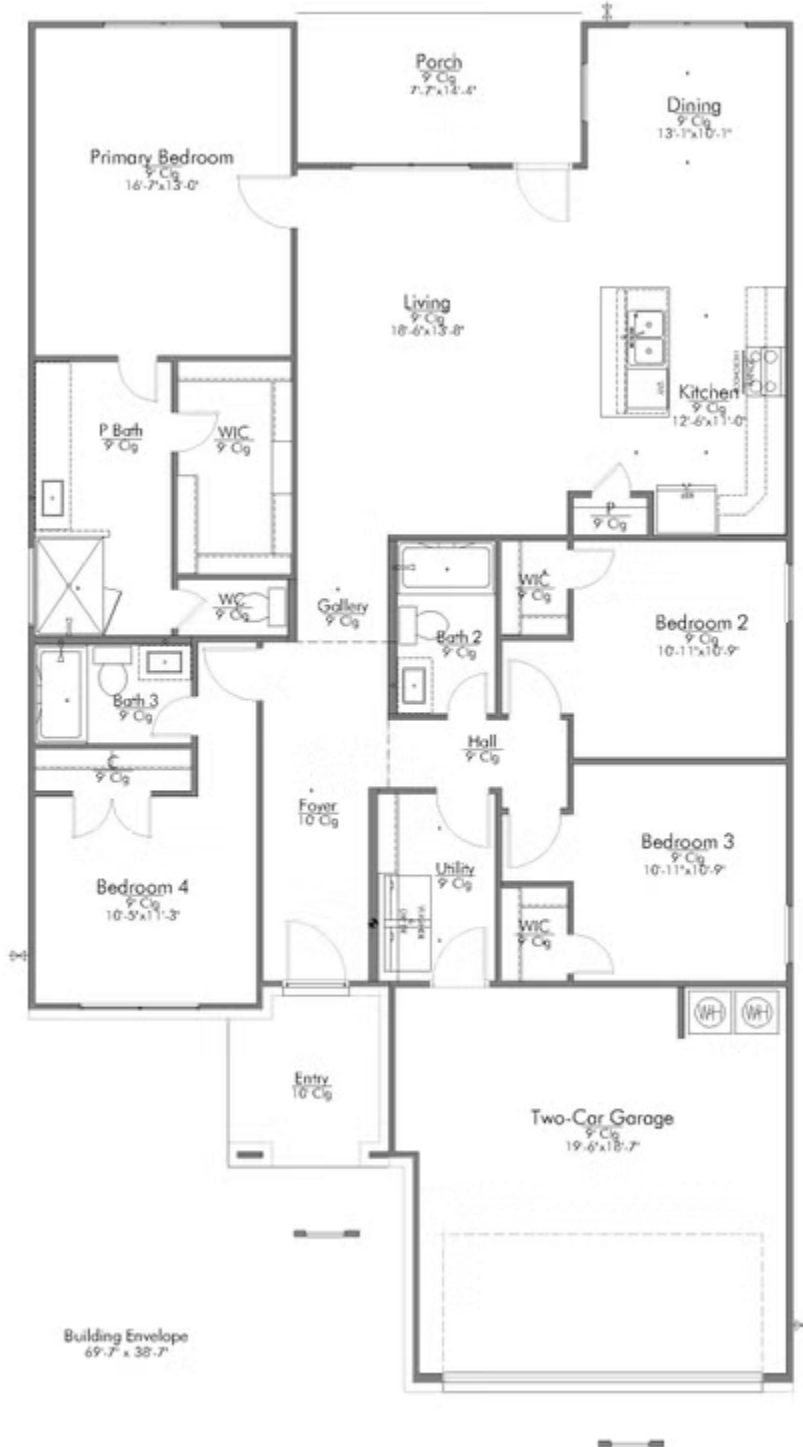 Porch
9' Clg
7'-7"x14'-4"
Dining
9' Clg
13'-1"x10'-1"
Primary Bedroom
9' Clg
16'-7"x13'-0"
Living
9' Clg
18'-6"x13'-8"
Kitchen
9' Clg
12'-6"x11'-0"
P Bath
9' Clg
WIC
9' Clg
P
9' Clg
WC
9' Clg
Gallery
9' Clg
Bath 2
9' Clg
WIC
9' Clg
Bedroom 2
9' Clg
10'-11"x10'-9"
Bath 3
9' Clg
Hall
9' Clg
C
9' Clg
Foyer
10' Clg
Bedroom 3
9' Clg
10'-11"x10'-9"
Utility
9' Clg
Bedroom 4
9' Clg
10'-5"x11'-3"
WIC
9' Clg
WH
WH
Entry
10' Clg
Two-Car Garage
9' Clg
19'-6"x18'-7"
Building Envelope
69'-7" x 38'-7"